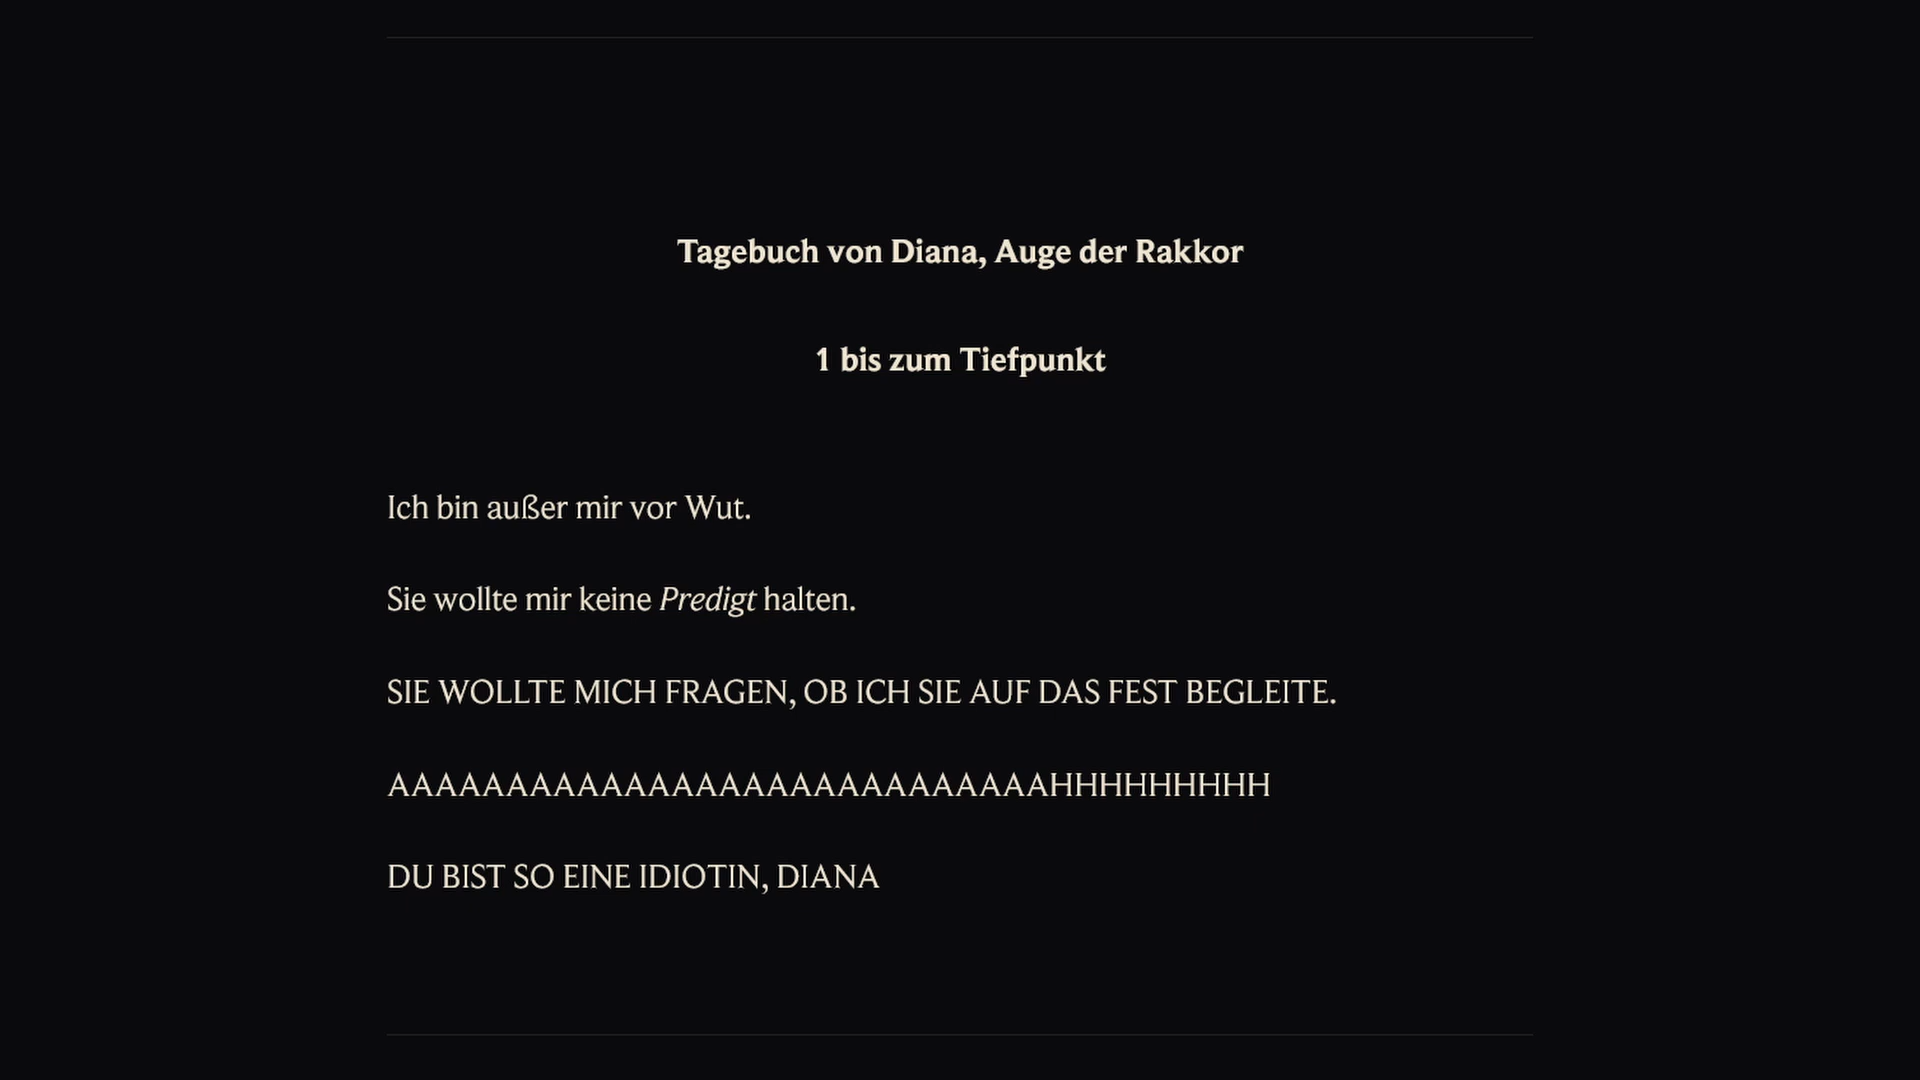 Tagebuch von Diana, Auge der Rakkor
1 bis zum Tiefpunkt
Ich bin außer mir vor Wut.
Sie wollte mir keine Predigt halten.
SIE WOLLTE MICH FRAGEN, OB ICH SIE AUF DAS FEST BEGLEITE.
AAAAAAAAAAAAAAAAAAAAAAAAAAAAHHHHHHHHH
DU BIST SO EINE IDIOTIN, DIANA